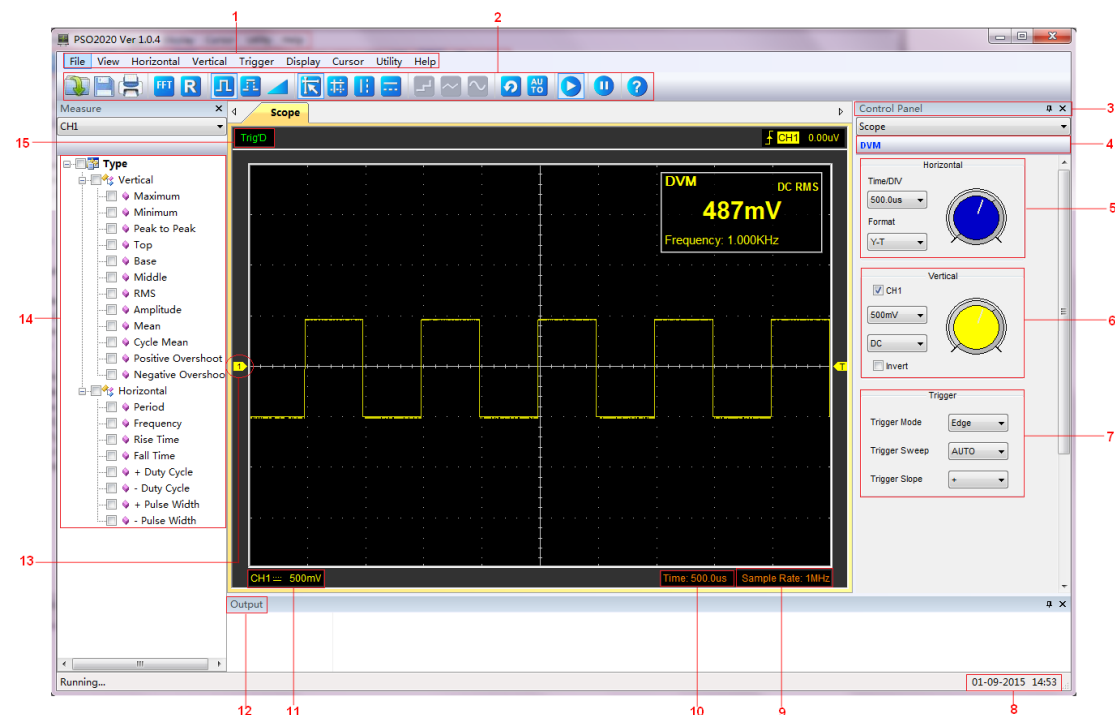 1 2
PSO2020 Ver 1.0.4
File View Horizontal Vertical Trigger Display Cursor Utility Help
FFT R AU TO ?
Measure
CH1
15
14
Type
Vertical
Maximum
Minimum
Peak to Peak
Top
Base
Middle
RMS
Amplitude
Mean
Cycle Mean
Positive Overshoot
Negative Overshoo
Horizontal
Period
Frequency
Rise Time
Fall Time
+ Duty Cycle
- Duty Cycle
+ Pulse Width
- Pulse Width
13
Scope
Trig'D
CH1 0.00uV
DVM DC RMS
487mV
Frequency: 1.000KHz
1
T
CH1 500mV
Time: 500.0us
Sample Rate: 1MHz
Control Panel
3
Scope
DVM
4
Horizontal
Time/DIV
500.0us
5
Format
Y-T
Vertical
CH1
500mV
6
DC
Invert
Trigger
Trigger Mode Edge
7
Trigger Sweep AUTO
Trigger Slope +
Output
Running...
01-09-2015 14:53
12 11 10 9 8